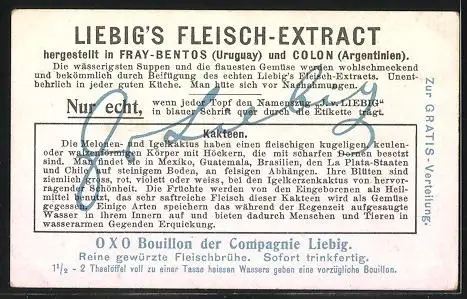 LIEBIG'S FLEISCH-EXTRACT
hergestellt in FRAY-BENTOS (Uruguay) und COLON (Argentinien).
Die wässerigsten Suppen und die flauesten Gemüse werden wohlschmeckend
und bekömmlich durch Beifügung des echten Liebig's Fleisch-Extracts. Unent-
behrlich in jeder guten Küche. Man hüte sich vor Nachahmungen.
Nur echt, wenn jeder Topf den Namenszug J. v. LIEBIG
in blauer Schrift quer durch die Etikette trägt.
J. v. Liebig
Kakteen.
Die Melonen- und Igelkaktus haben einen fleischigen kugeligen, keulen-
oder walzenförmigen Körper mit Höckern, die mit scharfen Dornen besetzt
sind. Man findet sie in Mexiko, Guatemala, Brasilien, den La Plata-Staaten
und Chile auf steinigem Boden, an felsigen Abhängen. Ihre Blüten sind
ziemlich gross, rot, violet oder weiss, bei den Igelkerzenkaktus von hervor-
ragender Schönheit. Die Früchte werden von den Eingeborenen als Heil-
mittel benutzt, das sehr saftreiche Fleisch dieser Kakteen wird als Gemüse
gegessen. Einige Arten speichern das während der Regenzeit aufgesaugte
Wasser in ihrem Innern auf und bieten dadurch Menschen und Tieren in
wasserarmen Gegenden Erquickung.
OXO Bouillon der Compagnie Liebig.
Reine gewürzte Fleischbrühe. Sofort trinkfertig.
1½ - 2 Theelöffel voll zu einer Tasse heissen Wassers geben eine vorzügliche Bouillon.
Zur GRATIS-Verteilung.